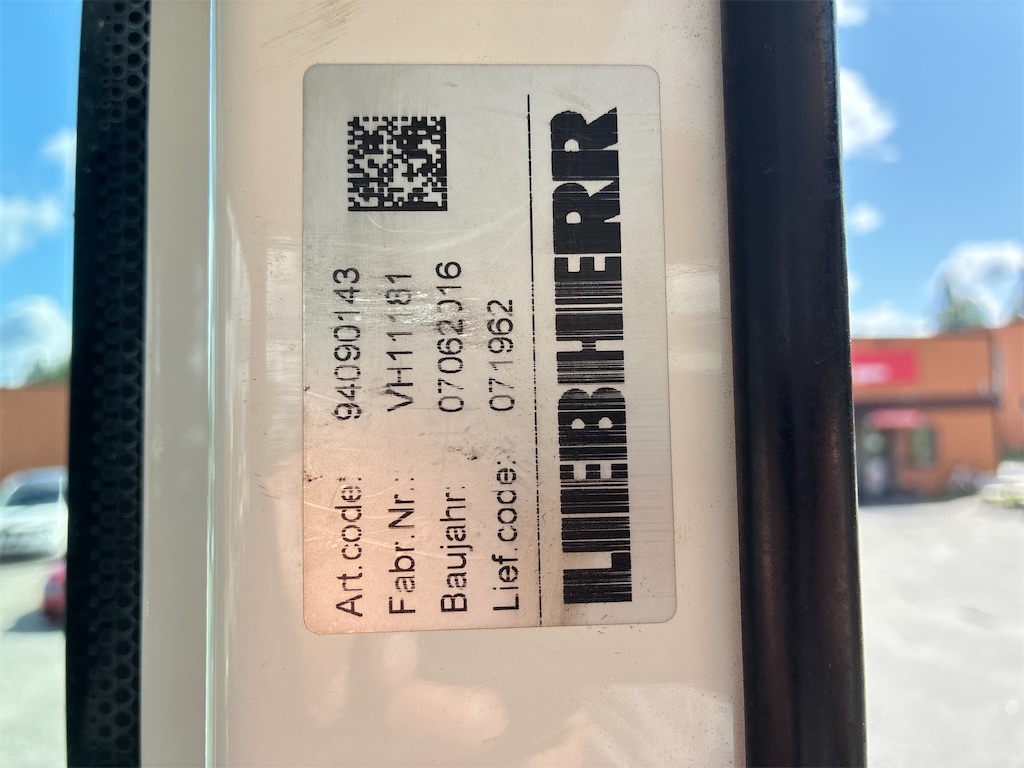 Art.code: 94090143
Fabr.Nr.: VH11181
Baujahr: 07062016
Lief.code: 071962
LIEBHERR